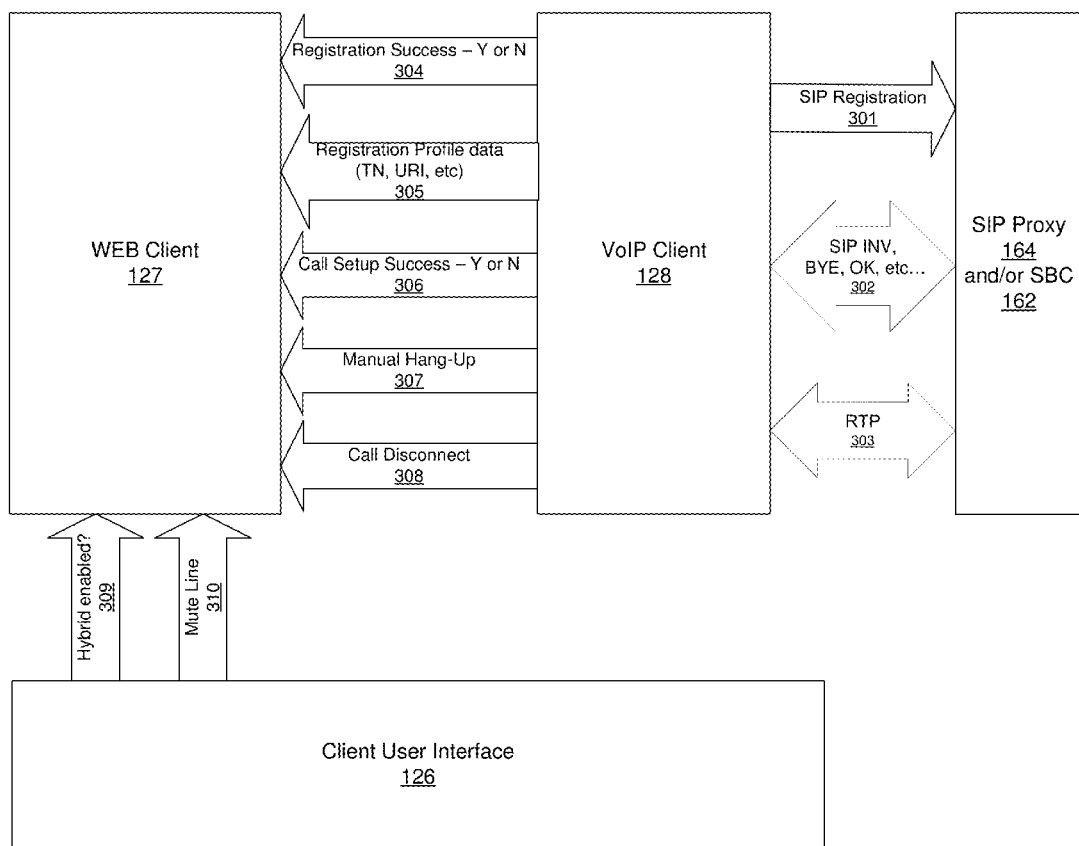 Registration Success – Y or N
304
Registration Profile data
(TN, URI, etc)
305
WEB Client
127
Call Setup Success – Y or N
306
Manual Hang-Up
307
Call Disconnect
308
VoIP Client
128
SIP Registration
301
SIP INV,
BYE, OK, etc...
302
RTP
303
SIP Proxy
164
and/or SBC
162
Hybrid enabled?
309
Mute Line
310
Client User Interface
126